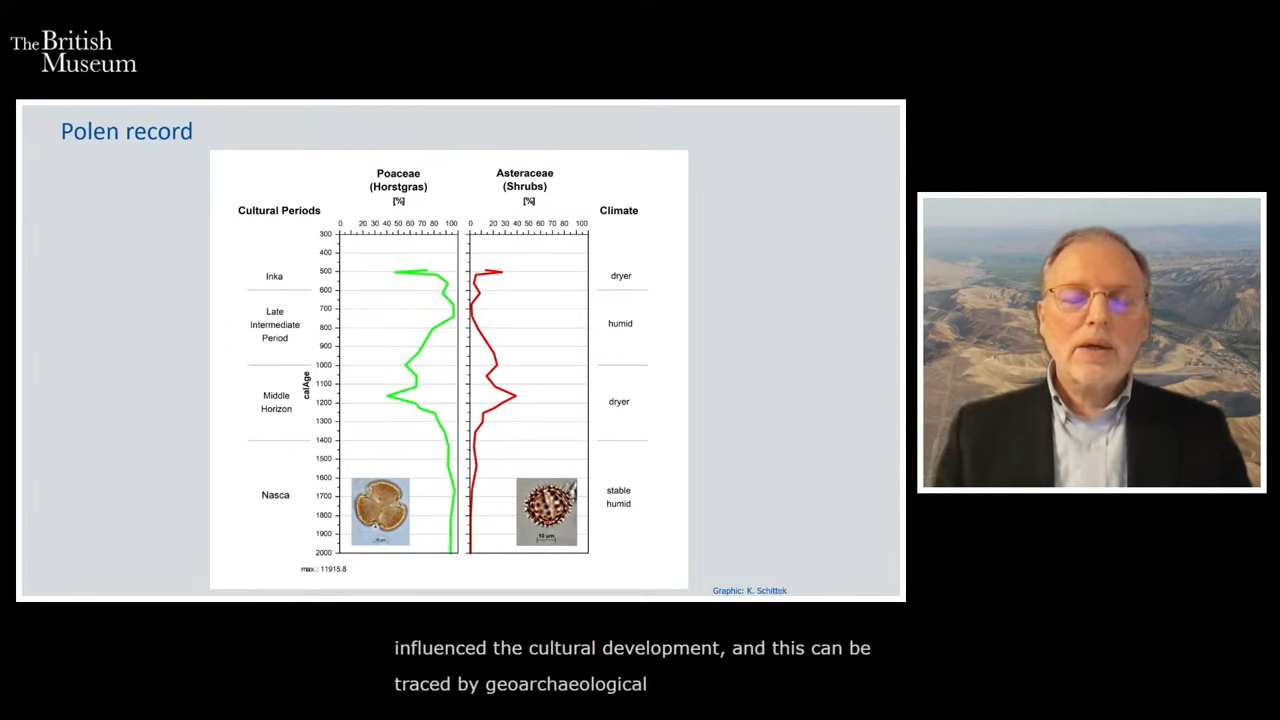 The British
Museum
Polen record
Poaceae
(Horstgras)
[%]
Asteraceae
(Shrubs)
[%]
Cultural Periods
Climate
0 20 30 40 50 60 70 80 100
0 20 30 40 50 60 70 80 100
calAge
300
400
500
600
700
800
900
1000
1100
1200
1300
1400
1500
1600
1700
1800
1900
2000
Inka
Late
Intermediate
Period
Middle
Horizon
Nasca
dryer
humid
dryer
stable
humid
10 µm
max.: 11915.8
Graphic: K. Schittek
influenced the cultural development, and this can be
traced by geoarchaeological